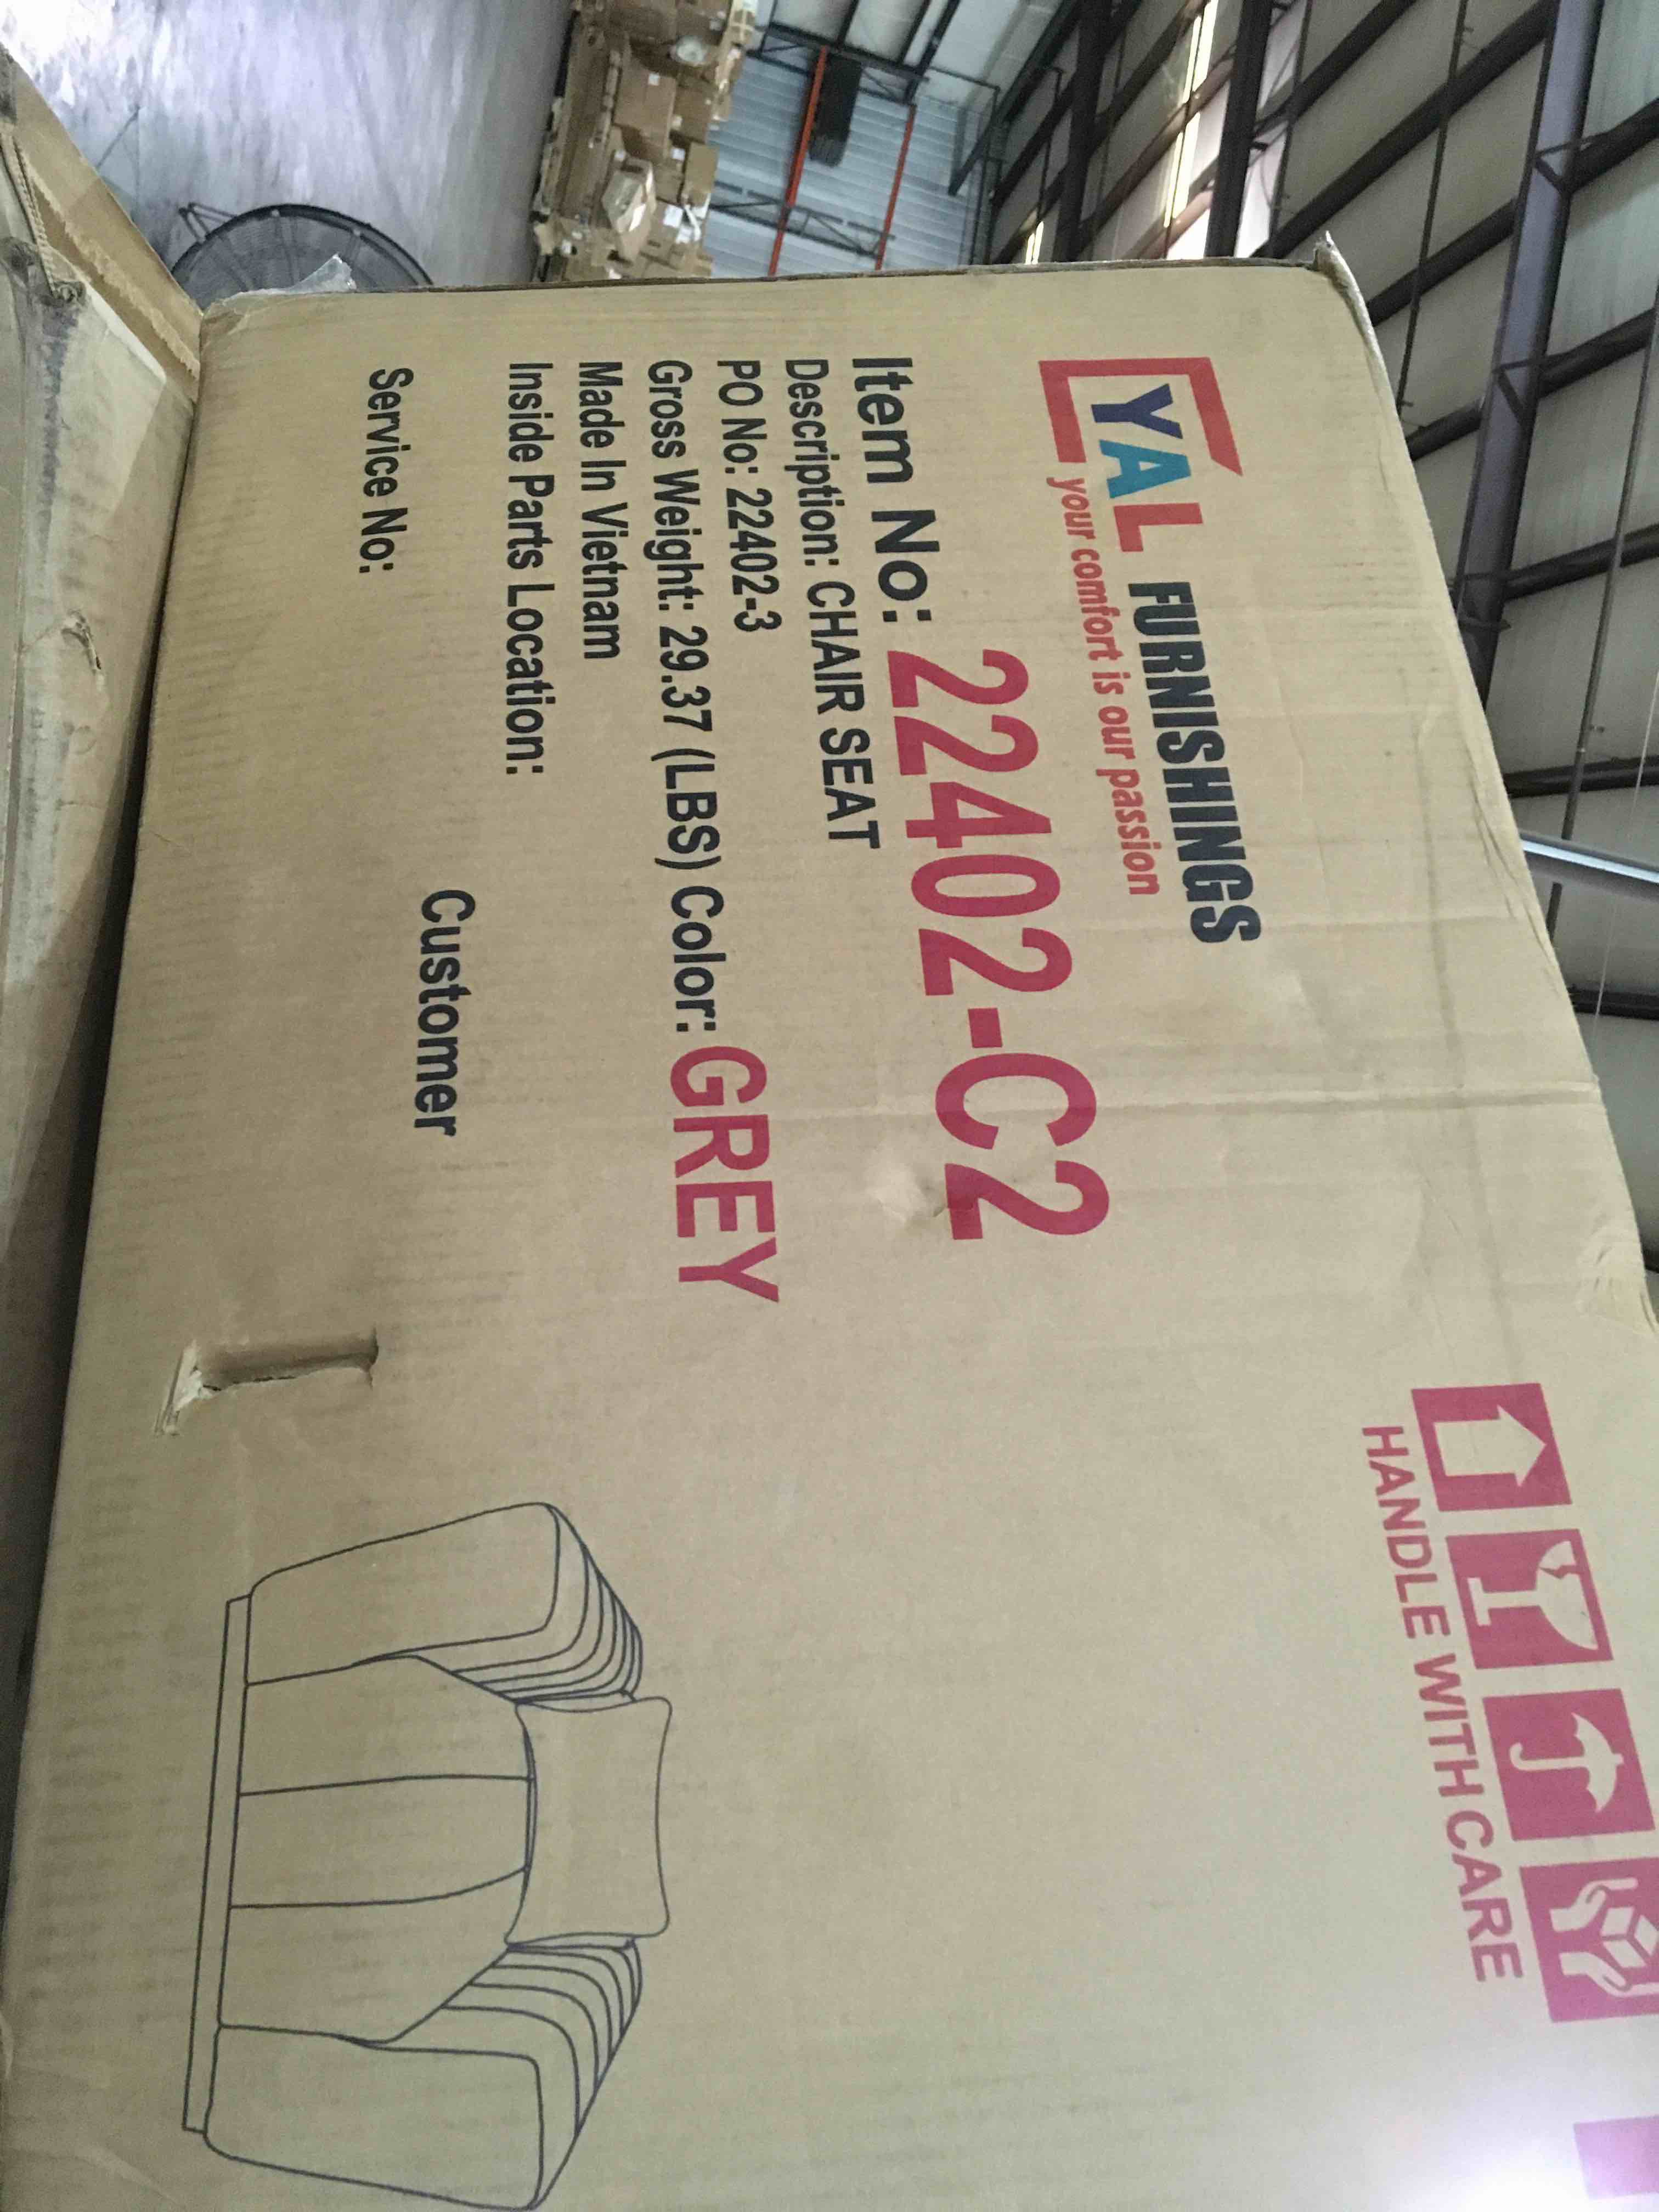 YAL FURNISHINGS
your comfort is our passion
Item No: 22402-C2
Description: CHAIR SEAT
PO No: 22402-3
Gross Weight: 29.37 (LBS) Color: GREY
Made In Vietnam
Inside Parts Location:
Customer
Service No:
HANDLE WITH CARE